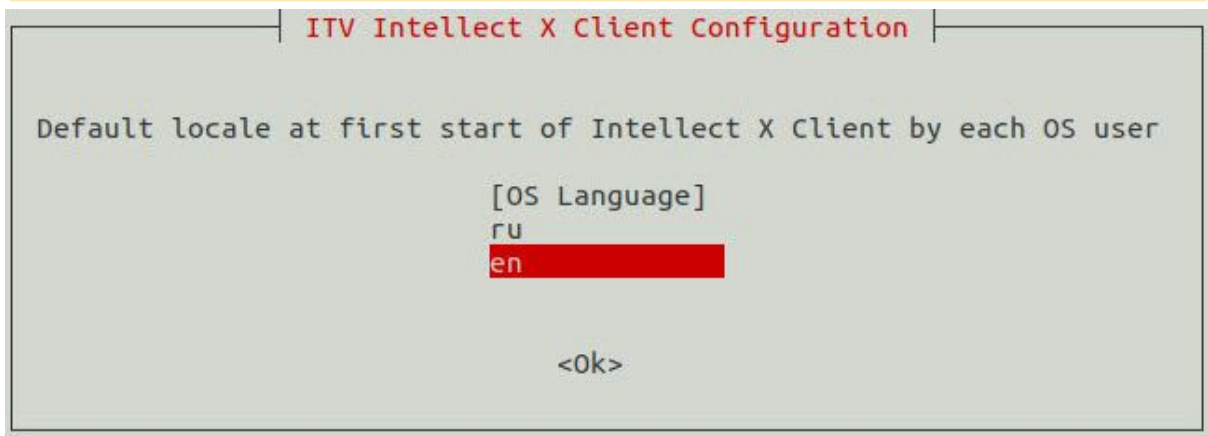 ITV Intellect X Client Configuration
Default locale at first start of Intellect X Client by each OS user
[OS Language]
ru
en
<Ok>